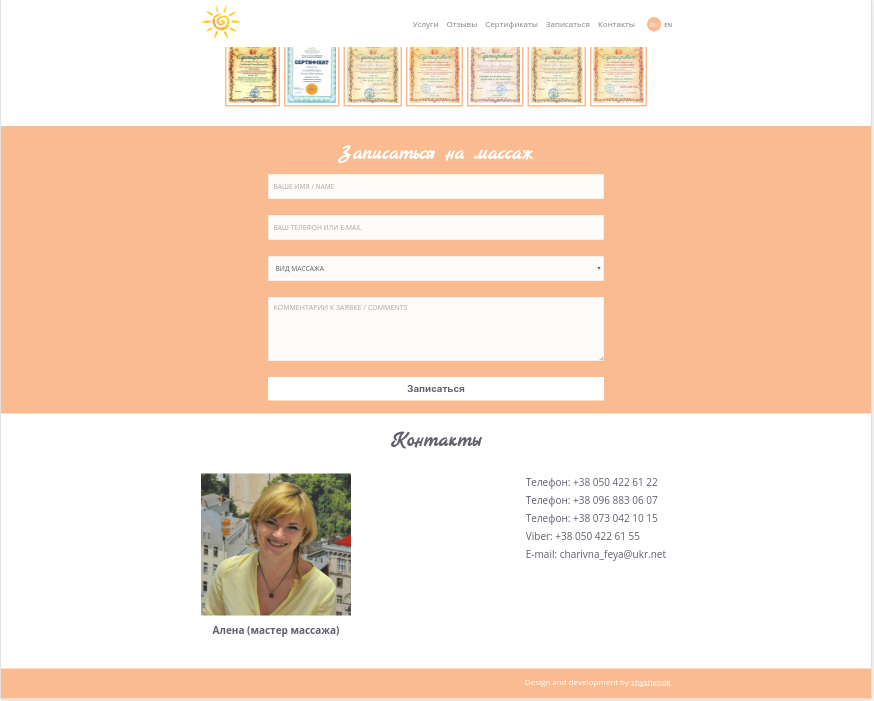 Услуги Отзывы Сертификаты Записаться Контакты RU EN
СЕРТИФІКАТ
Записаться на массаж
ВАШЕ ИМЯ / NAME
ВАШ ТЕЛЕФОН ИЛИ E-MAIL
ВИД МАССАЖА
КОММЕНТАРИИ К ЗАЯВКЕ / COMMENTS
Записаться
Контакты
Телефон: +38 050 422 61 22
Телефон: +38 096 883 06 07
Телефон: +38 073 042 10 15
Viber: +38 050 422 61 55
E-mail: charivna_feya@ukr.net
Алена (мастер массажа)
Design and development by shyshenok